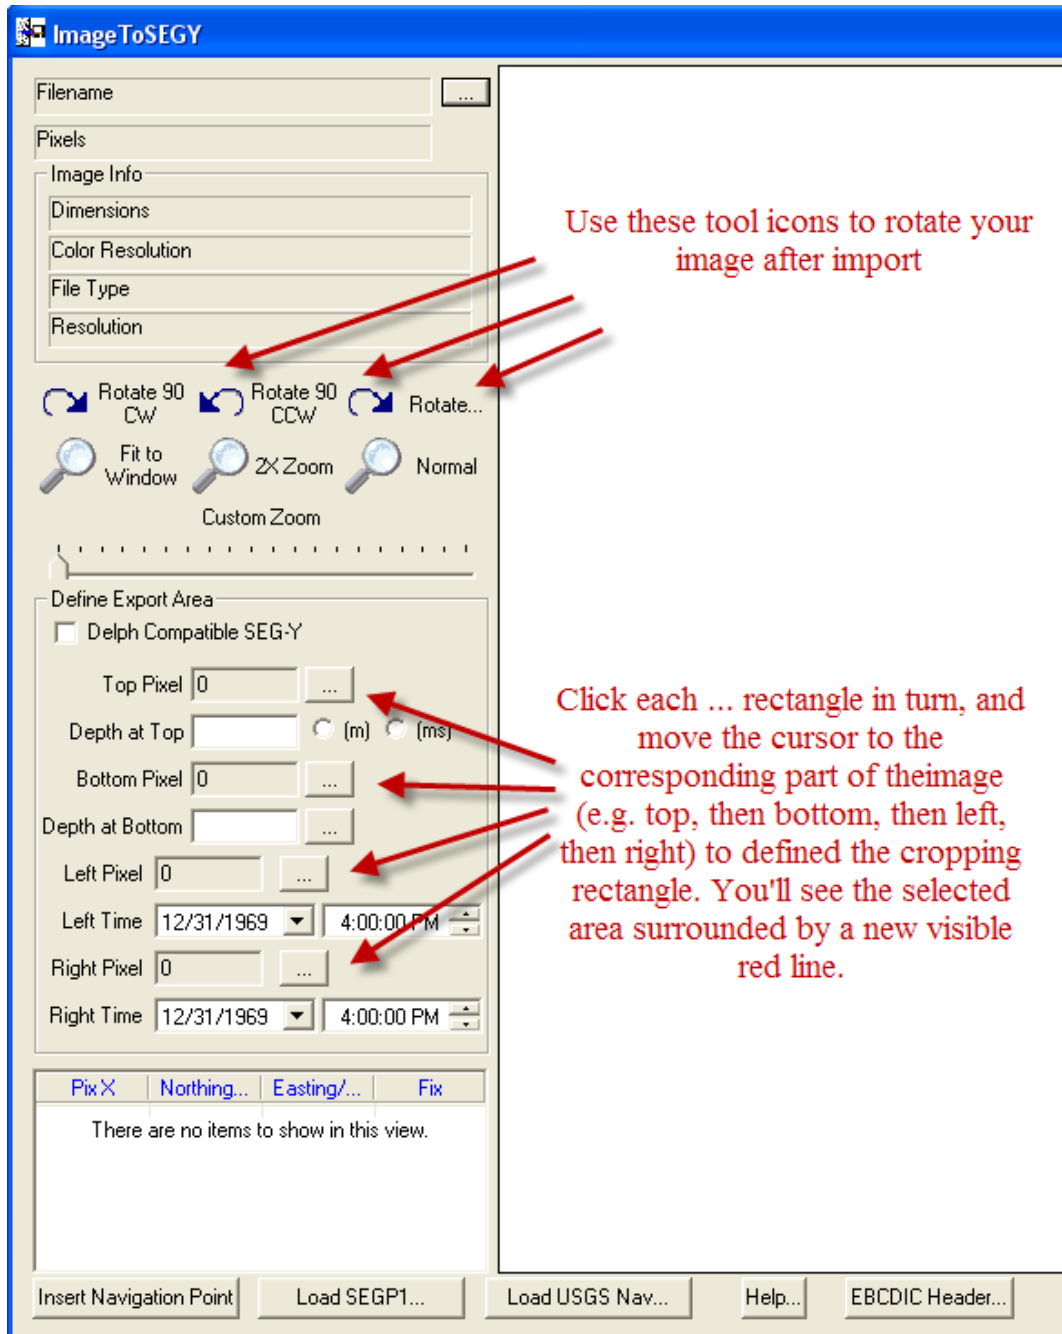 ImageToSEGY
Filename
...
Pixels
Image Info
Dimensions
Color Resolution
File Type
Resolution
Use these tool icons to rotate your
image after import
Rotate 90
CW
Rotate 90
CCW
Rotate...
Fit to
Window
2X Zoom
Normal
Custom Zoom
Define Export Area
Delph Compatible SEG-Y
Top Pixel 0 ...
Depth at Top (m) (ms)
Bottom Pixel 0 ...
Depth at Bottom ...
Left Pixel 0 ...
Left Time 12/31/1969 4:00:00 PM
Right Pixel 0 ...
Right Time 12/31/1969 4:00:00 PM
Click each ... rectangle in turn, and
move the cursor to the
corresponding part of theimage
(e.g. top, then bottom, then left,
then right) to defined the cropping
rectangle. You'll see the selected
area surrounded by a new visible
red line.
Pix X Northing... Easting/... Fix
There are no items to show in this view.
Insert Navigation Point Load SEGP1... Load USGS Nav... Help... EBCDIC Header...